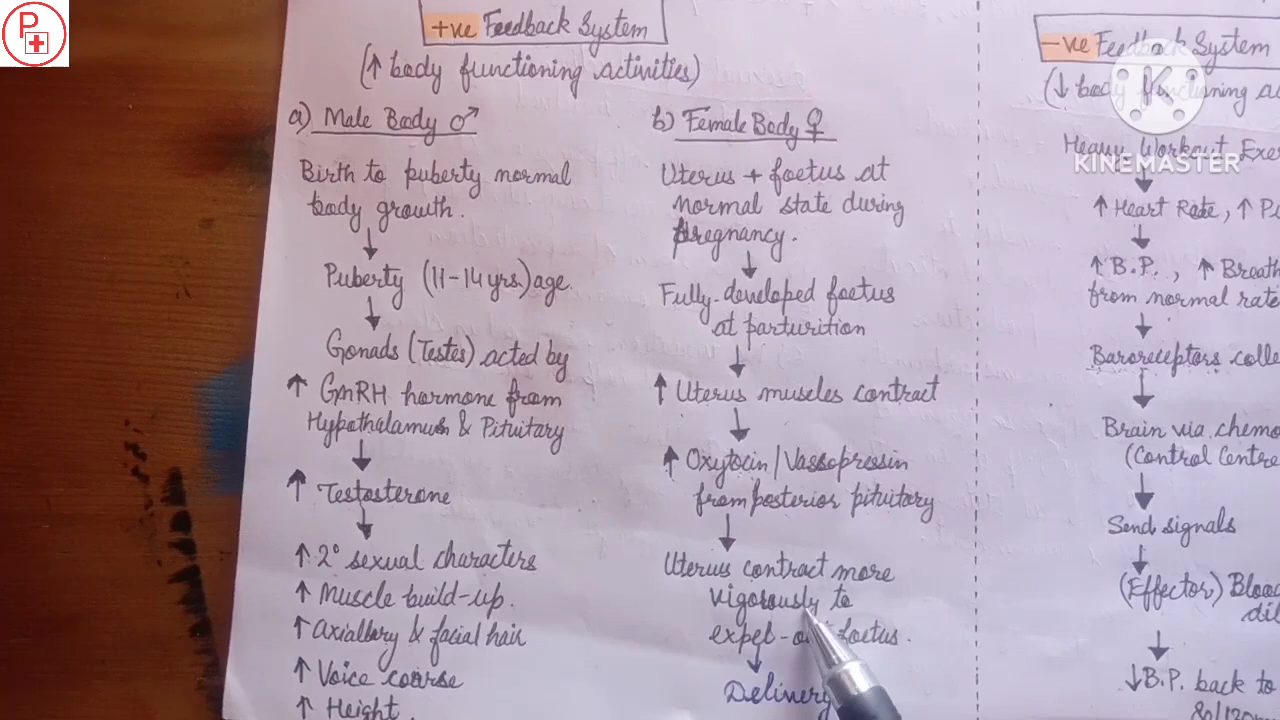 P
+ve Feedback System
(↑ body functioning activities)
a) Male Body ♂
Birth to puberty normal
body growth.
↓
Puberty (11-14 yrs.) age
↓
Gonads (Testes) acted by
↑ GnRH hormone from
Hypothalamus & Pituitary
↓
↑ Testosterone
↓
↑ 2° sexual characters
↑ Muscle build-up.
↑ Axiallary & facial hair
↑ Voice coarse
↑ Height.
b) Female Body ♀
Uterus + foetus at
normal state during
pregnancy.
↓
Fully-developed foetus
at parturition
↓
↑ Uterus muscles contract
↓
↑ Oxytocin/Vasopressin
from posterior pituitary
↓
Uterus contract more
vigorously to
expel-out foetus.
↓
Delivery
-ve Feedback System
(↓ body functioning
Heavy Workout
↓
↑ Heart Rate, ↑
↓
↑ B.P., ↑ Breath
from normal rate
↓
Baroreceptors
↓
Brain via chemo
(Control Centre
↓
Send signals
↓
(Effector) Blood
↓
↓ B.P. back to
80/120
K
KINEMASTER